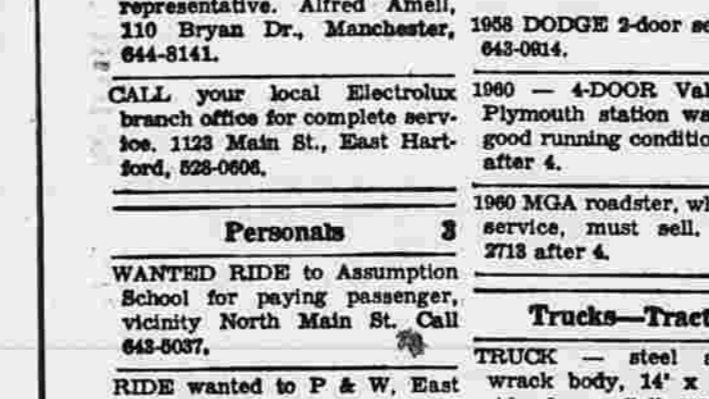 representative. Alfred Amell,
110 Bryan Dr., Manchester,
644-8141.
CALL your local Electrolux
branch office for complete serv-
ice. 1123 Main St., East Hart-
ford, 528-0606.
Personals 3
WANTED RIDE to Assumption
School for paying passenger,
vicinity North Main St. Call
643-5037.
RIDE wanted to P & W, East
1958 DODGE 2-door
643-0914.
1960 — 4-DOOR
Plymouth station
good running
after 4.
1960 MGA roadster,
service, must sell.
2713 after 4.
TRUCK — steel
wrack body, 14' x